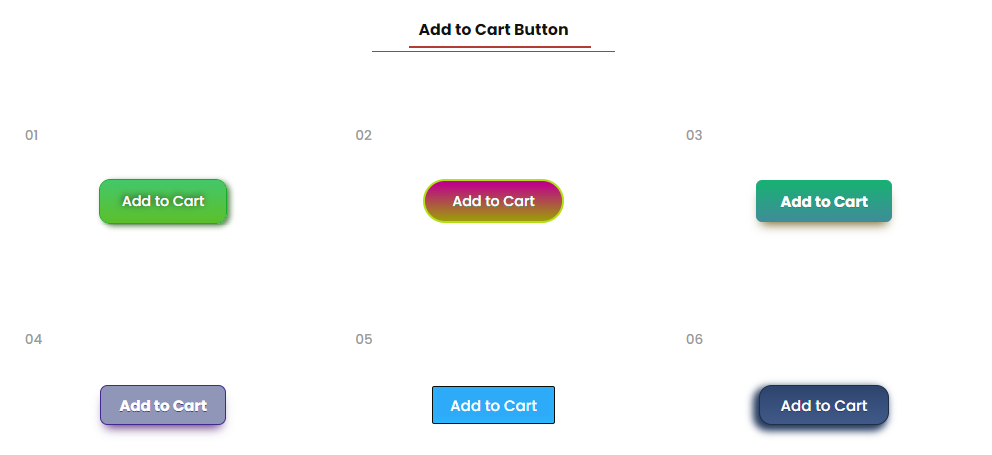 Add to Cart Button
01
02
03
Add to Cart
Add to Cart
Add to Cart
04
05
06
Add to Cart
Add to Cart
Add to Cart